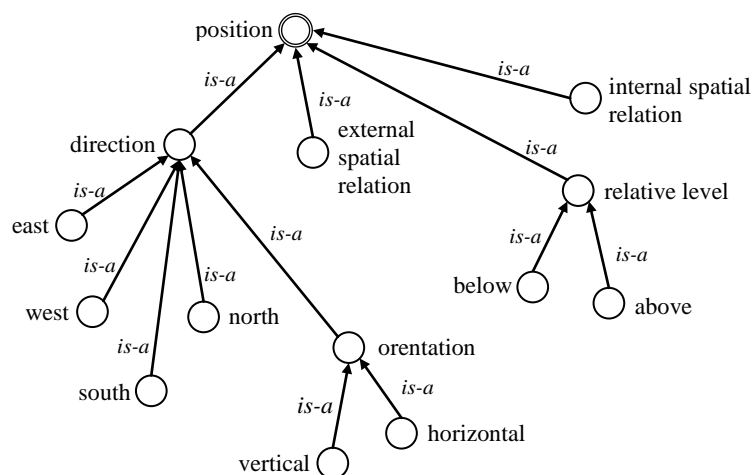 position
is-a
is-a
is-a
internal spatial
relation
external
spatial
relation
is-a
direction
is-a
relative level
east
is-a
is-a
is-a
is-a
is-a
below
above
west
north
is-a
orentation
is-a
is-a
south
horizontal
vertical